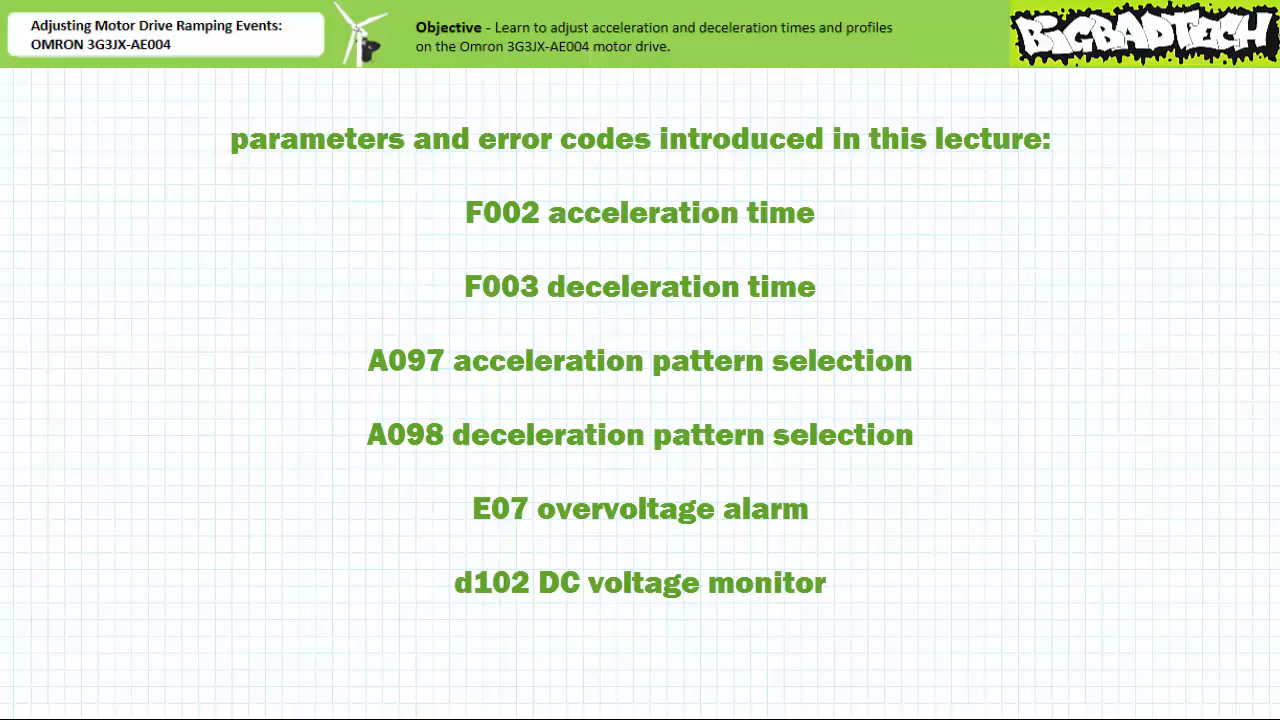 Adjusting Motor Drive Ramping Events:
OMRON 3G3JX-AE004
Objective - Learn to adjust acceleration and deceleration times and profiles
on the Omron 3G3JX-AE004 motor drive.
BIGBADTECH
parameters and error codes introduced in this lecture:
F002 acceleration time
F003 deceleration time
A097 acceleration pattern selection
A098 deceleration pattern selection
E07 overvoltage alarm
d102 DC voltage monitor